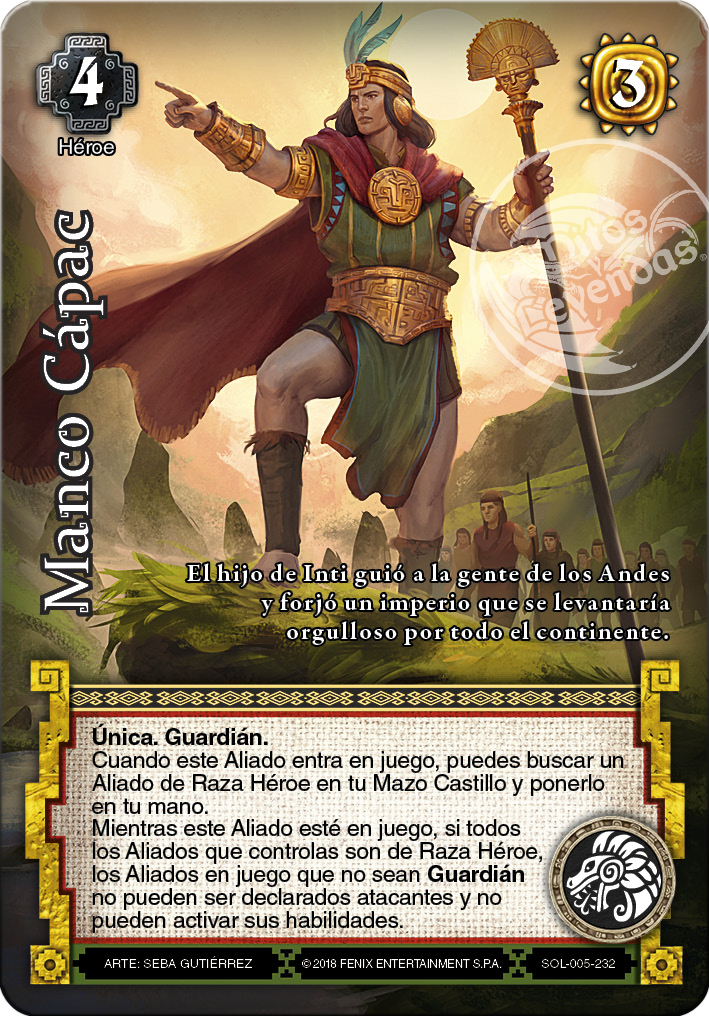 4
Héroe
3
Mitos
y
Leyendas®
Manco Cápac
El hijo de Inti guió a la gente de los Andes
y forjó un imperio que se levantaría
orgulloso por todo el continente.
Única. Guardián.
Cuando este Aliado entra en juego, puedes buscar un
Aliado de Raza Héroe en tu Mazo Castillo y ponerlo
en tu mano.
Mientras este Aliado esté en juego, si todos
los Aliados que controlas son de Raza Héroe,
los Aliados en juego que no sean Guardián
no pueden ser declarados atacantes y no
pueden activar sus habilidades.
ARTE: SEBA GUTIÉRREZ
©2018 FENIX ENTERTAINMENT S.P.A.
SOL-005-232